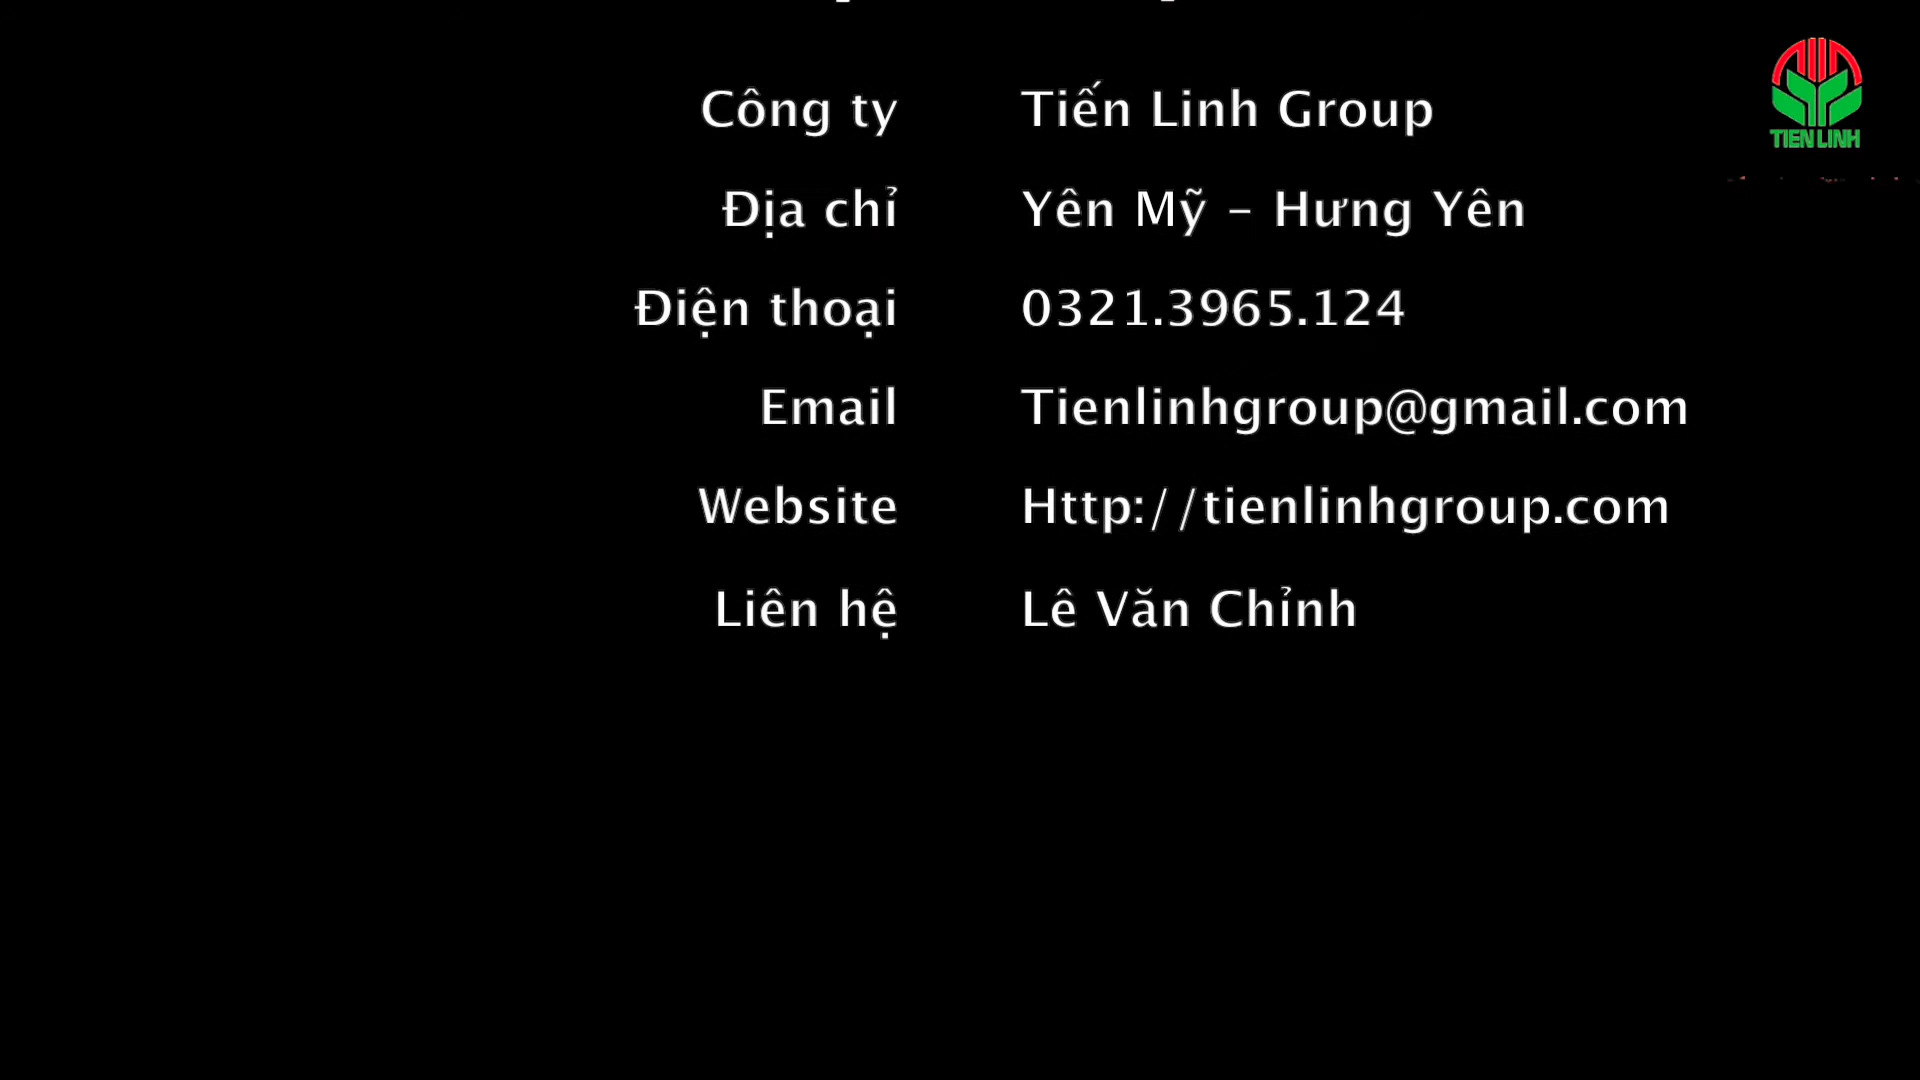 Công ty Tiến Linh Group
TIEN LINH
Địa chỉ Yên Mỹ - Hưng Yên
Điện thoại 0321.3965.124
Email Tienlinhgroup@gmail.com
Website Http://tienlinhgroup.com
Liên hệ Lê Văn Chỉnh